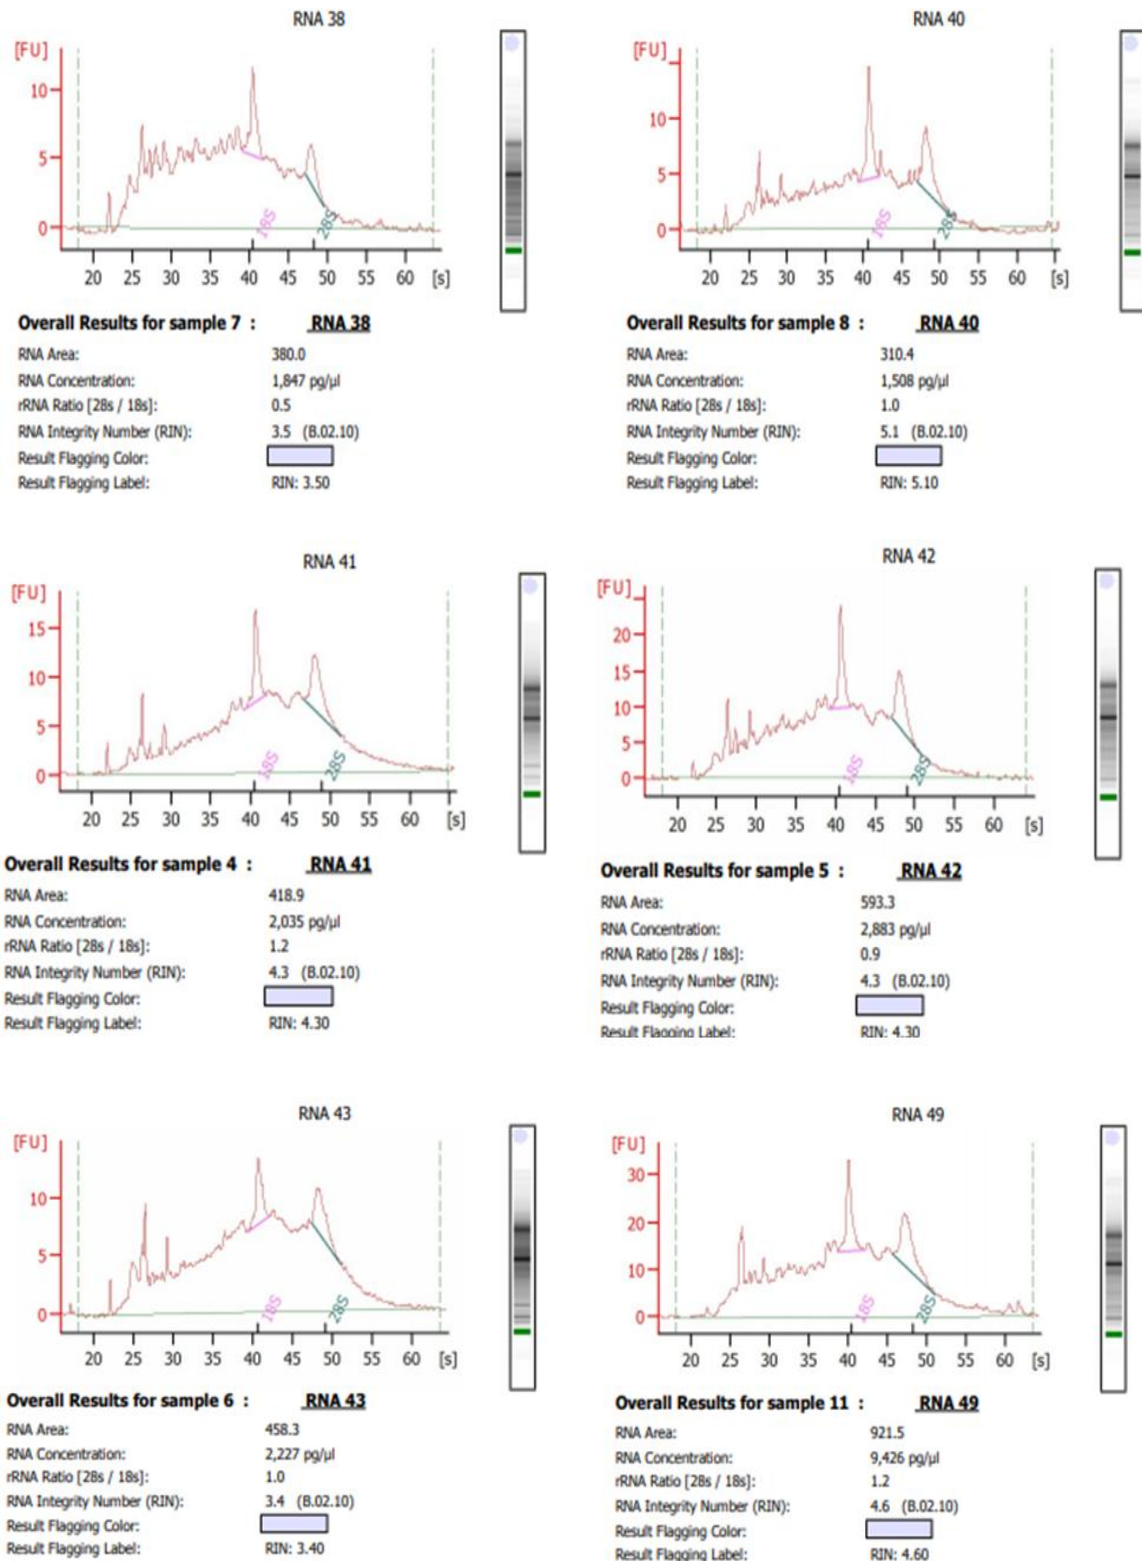 RNA 38
[FU]
10
5
0
18S
28S
20 25 30 35 40 45 50 55 60 [s]
Overall Results for sample 7 : RNA 38
RNA Area: 380.0
RNA Concentration: 1,847 pg/µl
rRNA Ratio [28s / 18s]: 0.5
RNA Integrity Number (RIN): 3.5 (B.02.10)
Result Flagging Color:
Result Flagging Label: RIN: 3.50
RNA 40
[FU]
10
5
0
18S
28S
20 25 30 35 40 45 50 55 60 [s]
Overall Results for sample 8 : RNA 40
RNA Area: 310.4
RNA Concentration: 1,508 pg/µl
rRNA Ratio [28s / 18s]: 1.0
RNA Integrity Number (RIN): 5.1 (B.02.10)
Result Flagging Color:
Result Flagging Label: RIN: 5.10
RNA 41
[FU]
15
10
5
0
18S
28S
20 25 30 35 40 45 50 55 60 [s]
Overall Results for sample 4 : RNA 41
RNA Area: 418.9
RNA Concentration: 2,035 pg/µl
rRNA Ratio [28s / 18s]: 1.2
RNA Integrity Number (RIN): 4.3 (B.02.10)
Result Flagging Color:
Result Flagging Label: RIN: 4.30
RNA 42
[FU]
20
15
10
5
0
18S
28S
20 25 30 35 40 45 50 55 60 [s]
Overall Results for sample 5 : RNA 42
RNA Area: 593.3
RNA Concentration: 2,883 pg/µl
rRNA Ratio [28s / 18s]: 0.9
RNA Integrity Number (RIN): 4.3 (B.02.10)
Result Flagging Color:
Result Flagging Label: RIN: 4.30
RNA 43
[FU]
10
5
0
18S
28S
20 25 30 35 40 45 50 55 60 [s]
Overall Results for sample 6 : RNA 43
RNA Area: 458.3
RNA Concentration: 2,227 pg/µl
rRNA Ratio [28s / 18s]: 1.0
RNA Integrity Number (RIN): 3.4 (B.02.10)
Result Flagging Color:
Result Flagging Label: RIN: 3.40
RNA 49
[FU]
30
20
10
0
18S
28S
20 25 30 35 40 45 50 55 60 [s]
Overall Results for sample 11 : RNA 49
RNA Area: 921.5
RNA Concentration: 9,426 pg/µl
rRNA Ratio [28s / 18s]: 1.2
RNA Integrity Number (RIN): 4.6 (B.02.10)
Result Flagging Color:
Result Flagging Label: RIN: 4.60